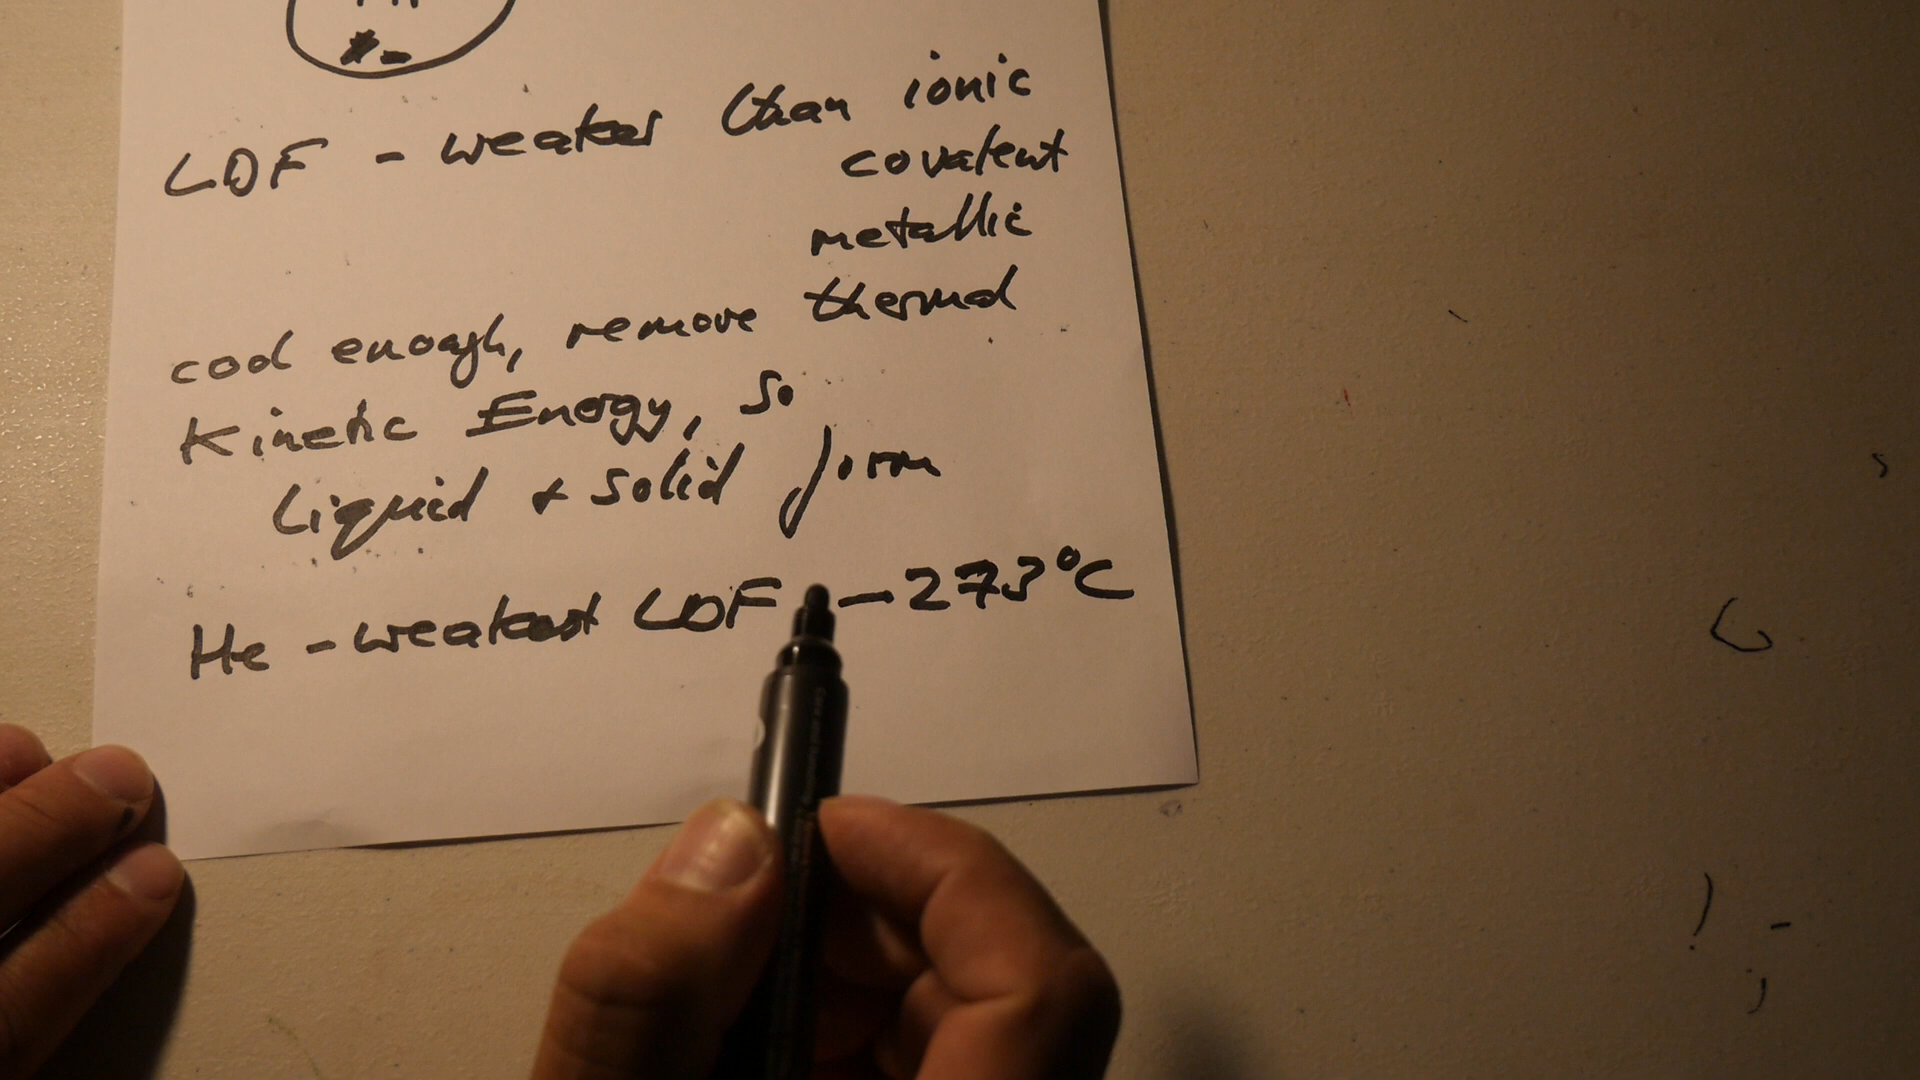 LDF - weaker than ionic
covalent
metallic
cool enough, remove thermal
Kinetic Energy, so
Liquid + solid form
He - weakest LDF -273°C